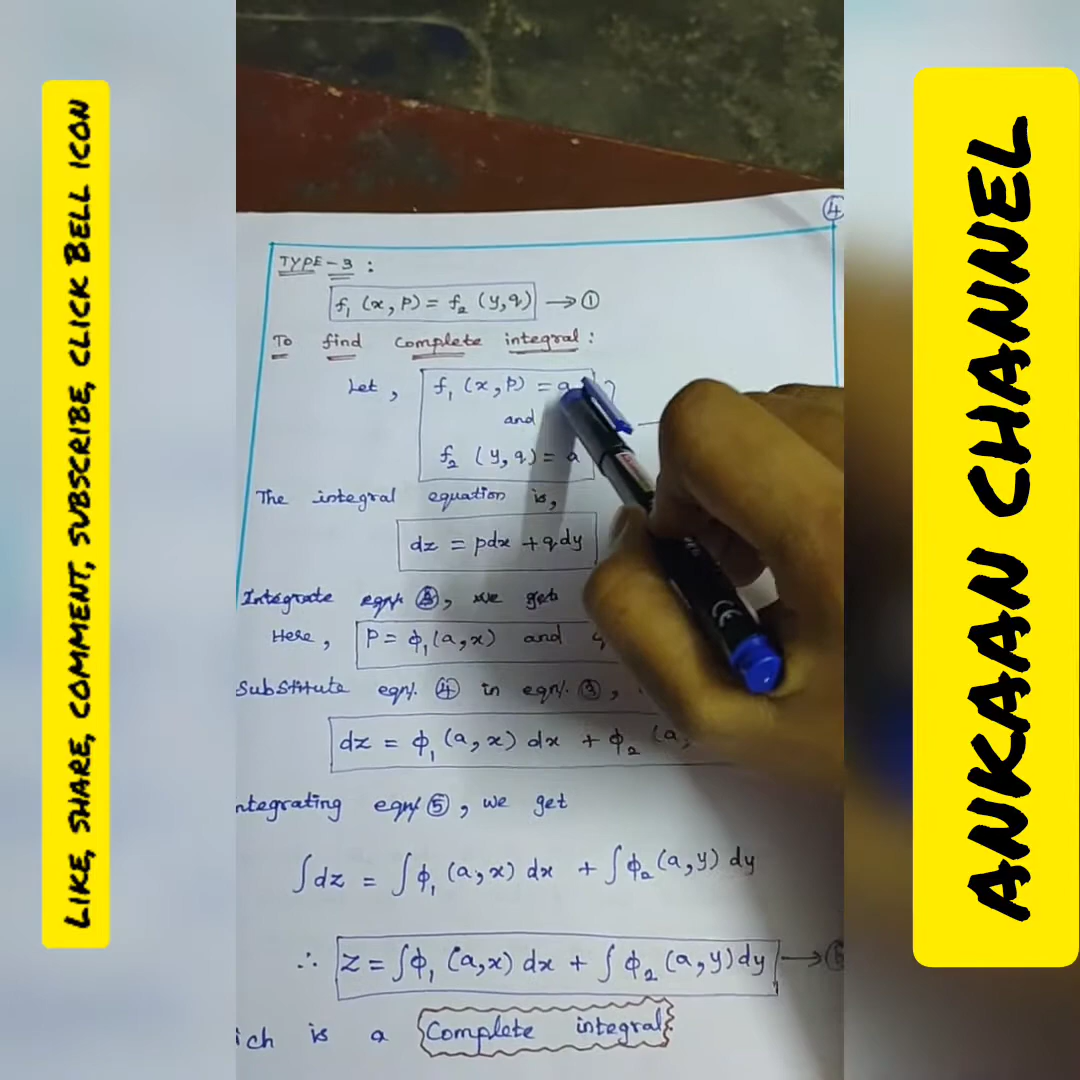 LIKE, SHARE, COMMENT, SUBSCRIBE, CLICK BELL ICON
④
TYPE-3 :
f₁ (x, p) = f₂ (y, q) → ①
To find complete integral :
Let, f₁ (x, p) = a
and
f₂ (y, q) = a
The integral equation is,
dz = pdx + qdy
Integrate eqn. ③, we get
Here, p = ϕ₁(a, x) and q
Substitute eqn. ④ in eqn. ③,
dz = ϕ₁ (a, x) dx + ϕ₂ (a,
ntegrating eqn ⑤, we get
∫dz = ∫ϕ₁ (a, x) dx + ∫ϕ₂ (a, y) dy
∴ z = ∫ϕ₁ (a, x) dx + ∫ϕ₂ (a, y) dy → ⑥
ich is a Complete integral
ANKAAN CHANNEL